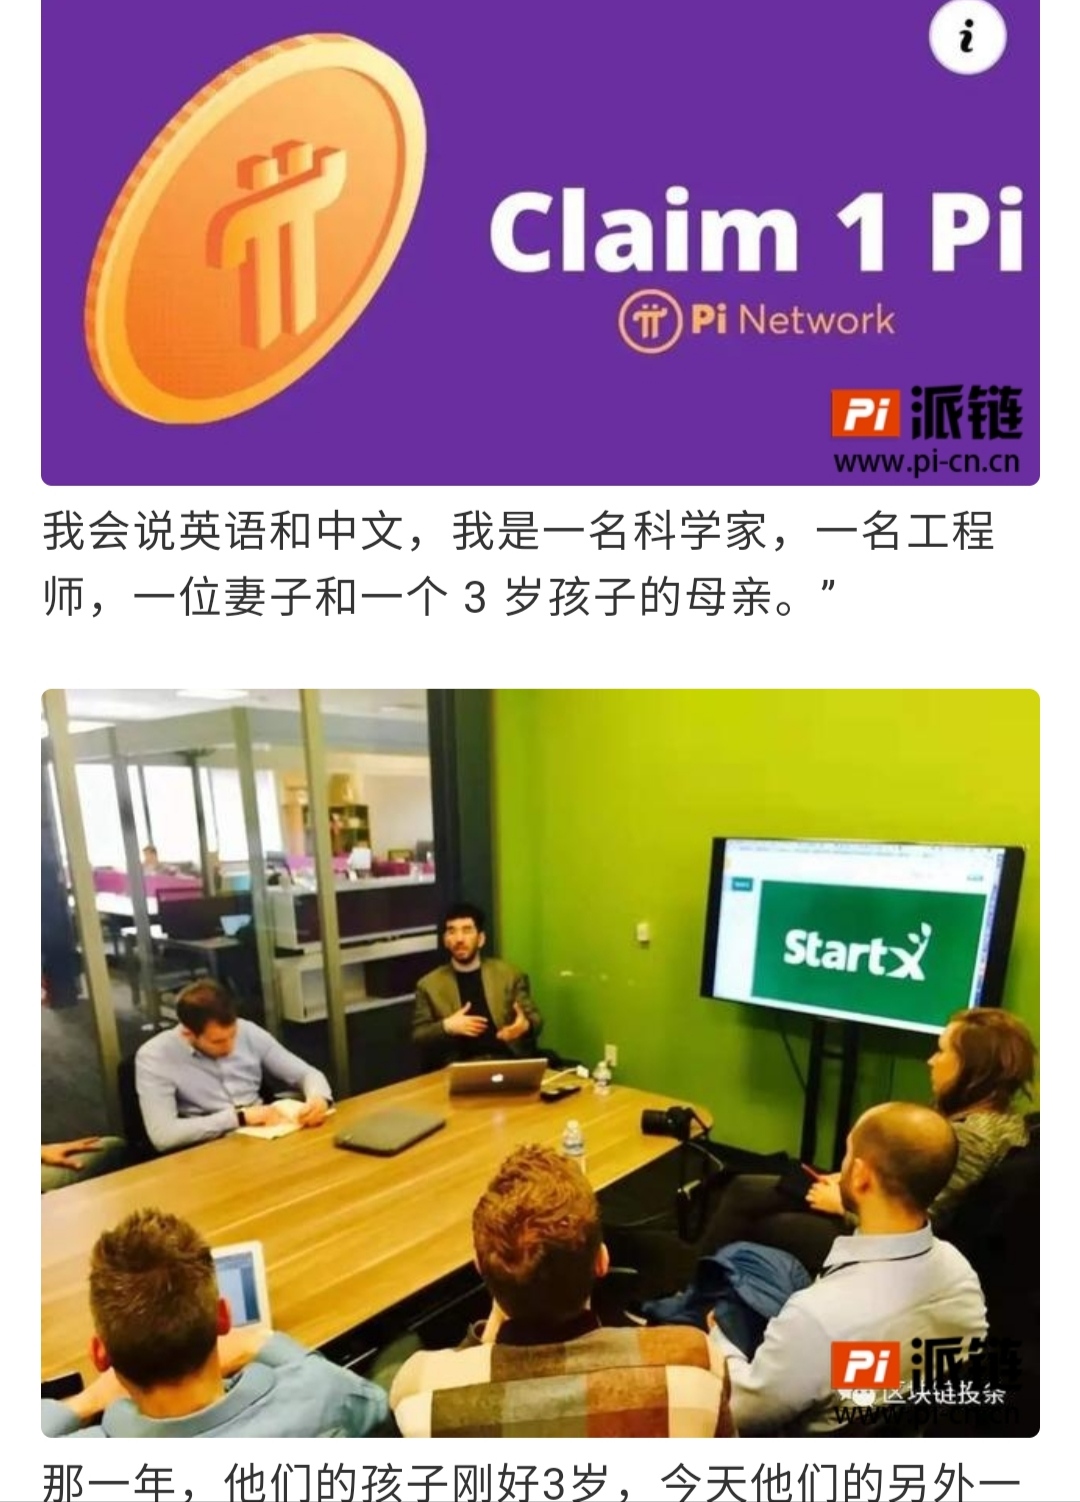 i
Claim 1 Pi
Pi Network
Pi 派链
www.pi-cn.cn
我会说英语和中文，我是一名科学家，一名工程
师，一位妻子和一个 3 岁孩子的母亲。”
StartX
Pi 派链
区块链投条
www.pi-cn.cn
那一年，他们的孩子刚好3岁，今天他们的另外一